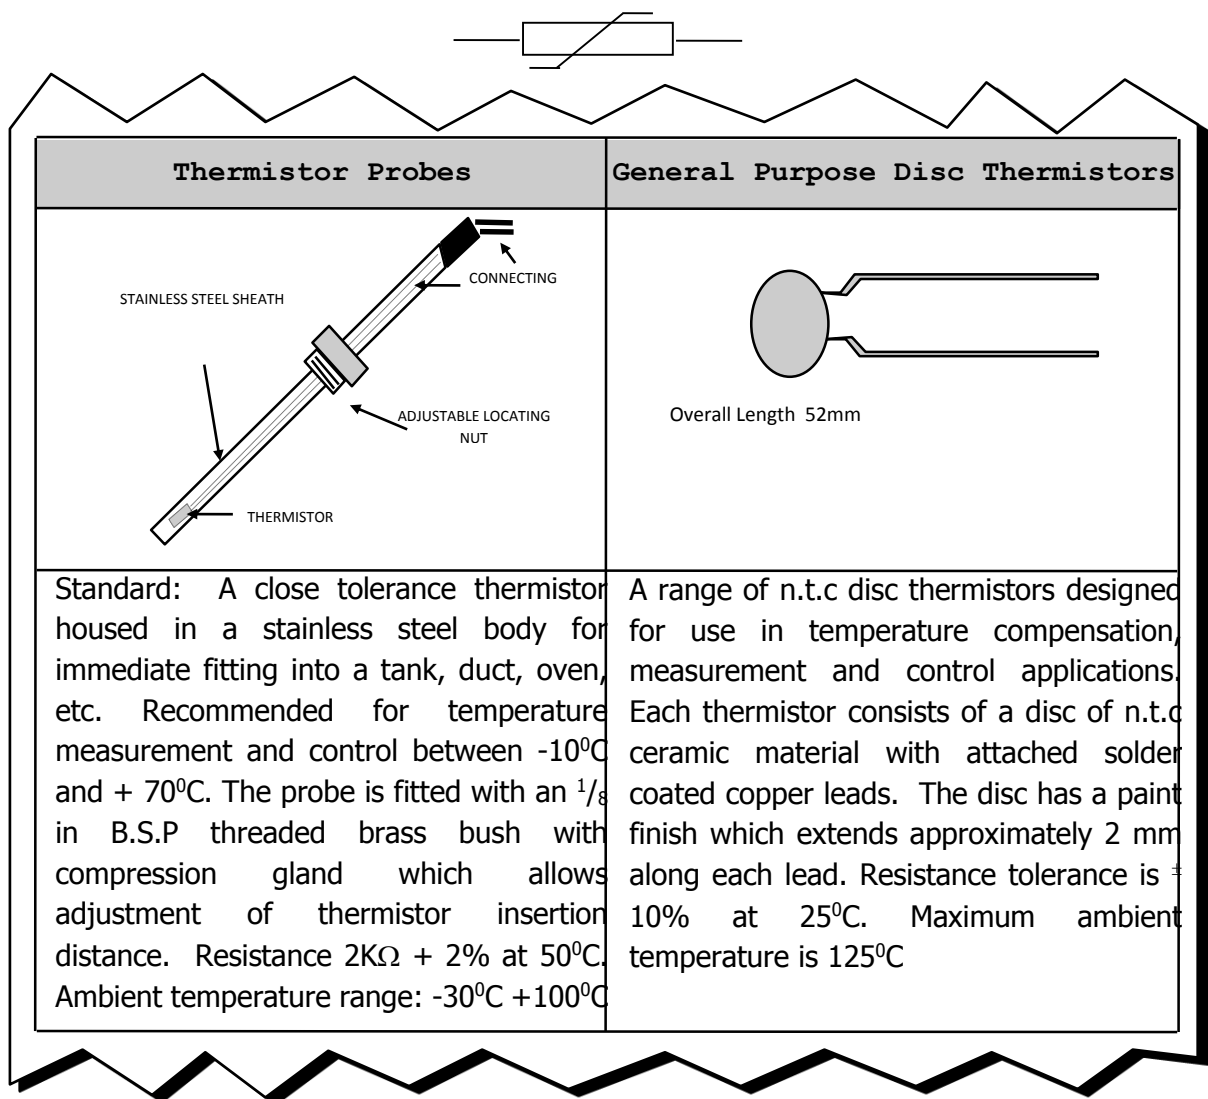 Thermistor Probes
General Purpose Disc Thermistors
CONNECTING
STAINLESS STEEL SHEATH
ADJUSTABLE LOCATING
NUT
THERMISTOR
Overall Length 52mm
Standard: A close tolerance thermistor
housed in a stainless steel body for
immediate fitting into a tank, duct, oven,
etc. Recommended for temperature
measurement and control between -10⁰C
and + 70⁰C. The probe is fitted with an ¹/₈
in B.S.P threaded brass bush with
compression gland which allows
adjustment of thermistor insertion
distance. Resistance 2KΩ + 2% at 50⁰C.
Ambient temperature range: -30⁰C +100⁰C
A range of n.t.c disc thermistors designed
for use in temperature compensation,
measurement and control applications.
Each thermistor consists of a disc of n.t.c
ceramic material with attached solder
coated copper leads. The disc has a paint
finish which extends approximately 2 mm
along each lead. Resistance tolerance is ±
10% at 25⁰C. Maximum ambient
temperature is 125⁰C